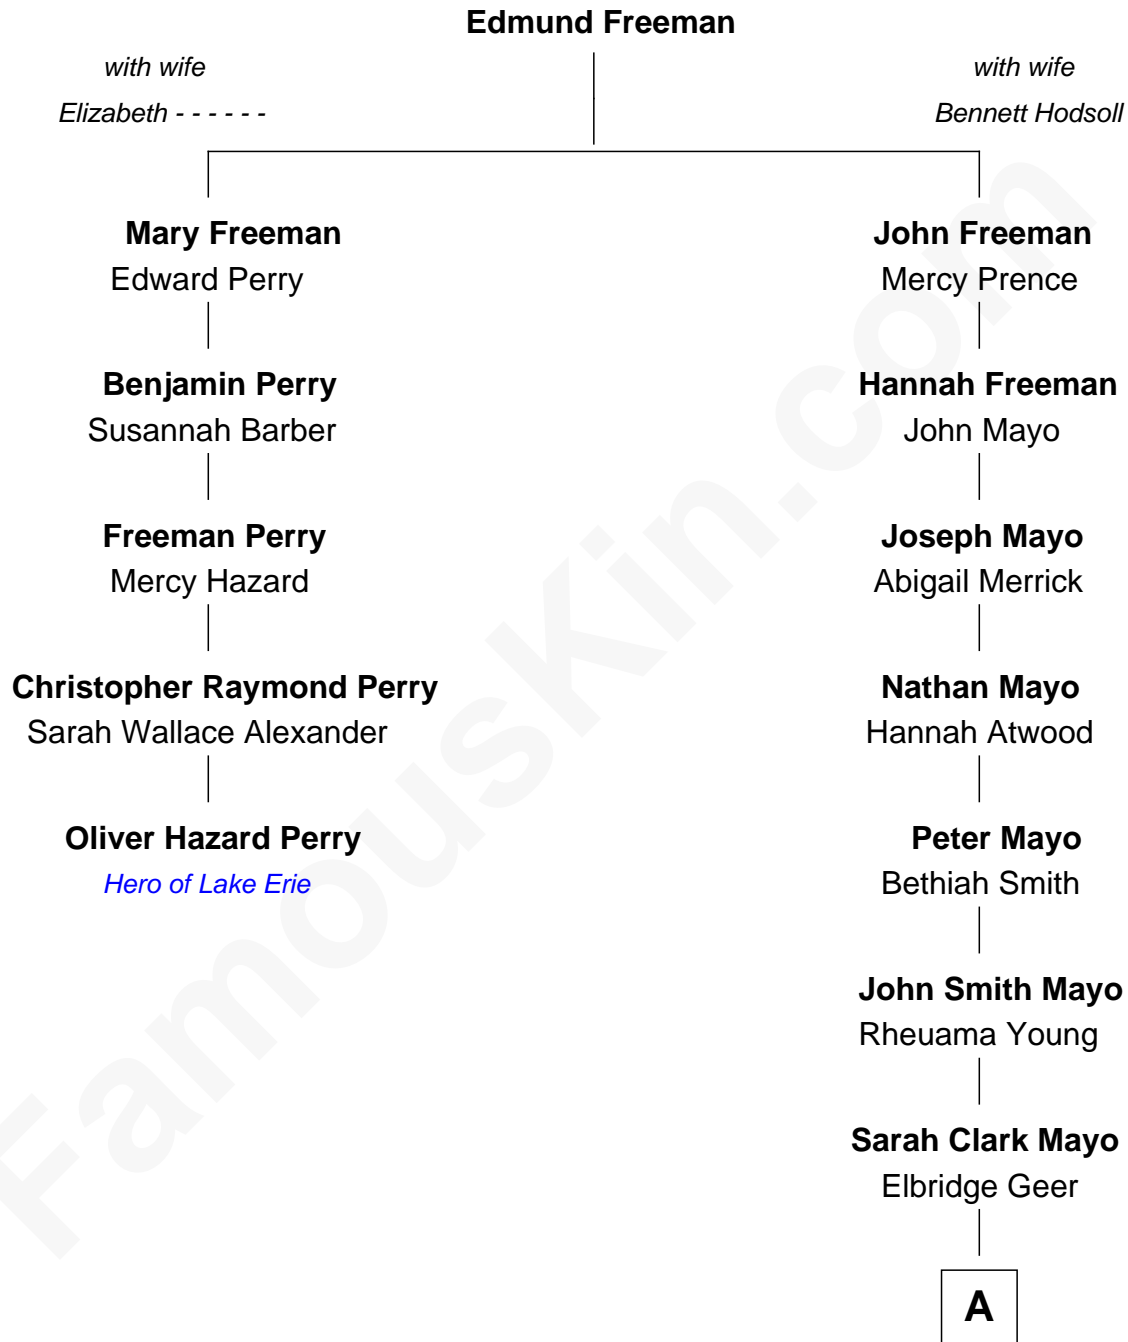 Edmund Freeman
with wife
Elizabeth - - - - - -
with wife
Bennett Hodsoll
Mary Freeman
Edward Perry
Benjamin Perry
Susannah Barber
Freeman Perry
Mercy Hazard
Christopher Raymond Perry
Sarah Wallace Alexander
Oliver Hazard Perry
Hero of Lake Erie
John Freeman
Mercy Prence
Hannah Freeman
John Mayo
Joseph Mayo
Abigail Merrick
Nathan Mayo
Hannah Atwood
Peter Mayo
Bethiah Smith
John Smith Mayo
Rheuama Young
Sarah Clark Mayo
Elbridge Geer
A
FamousKin.com